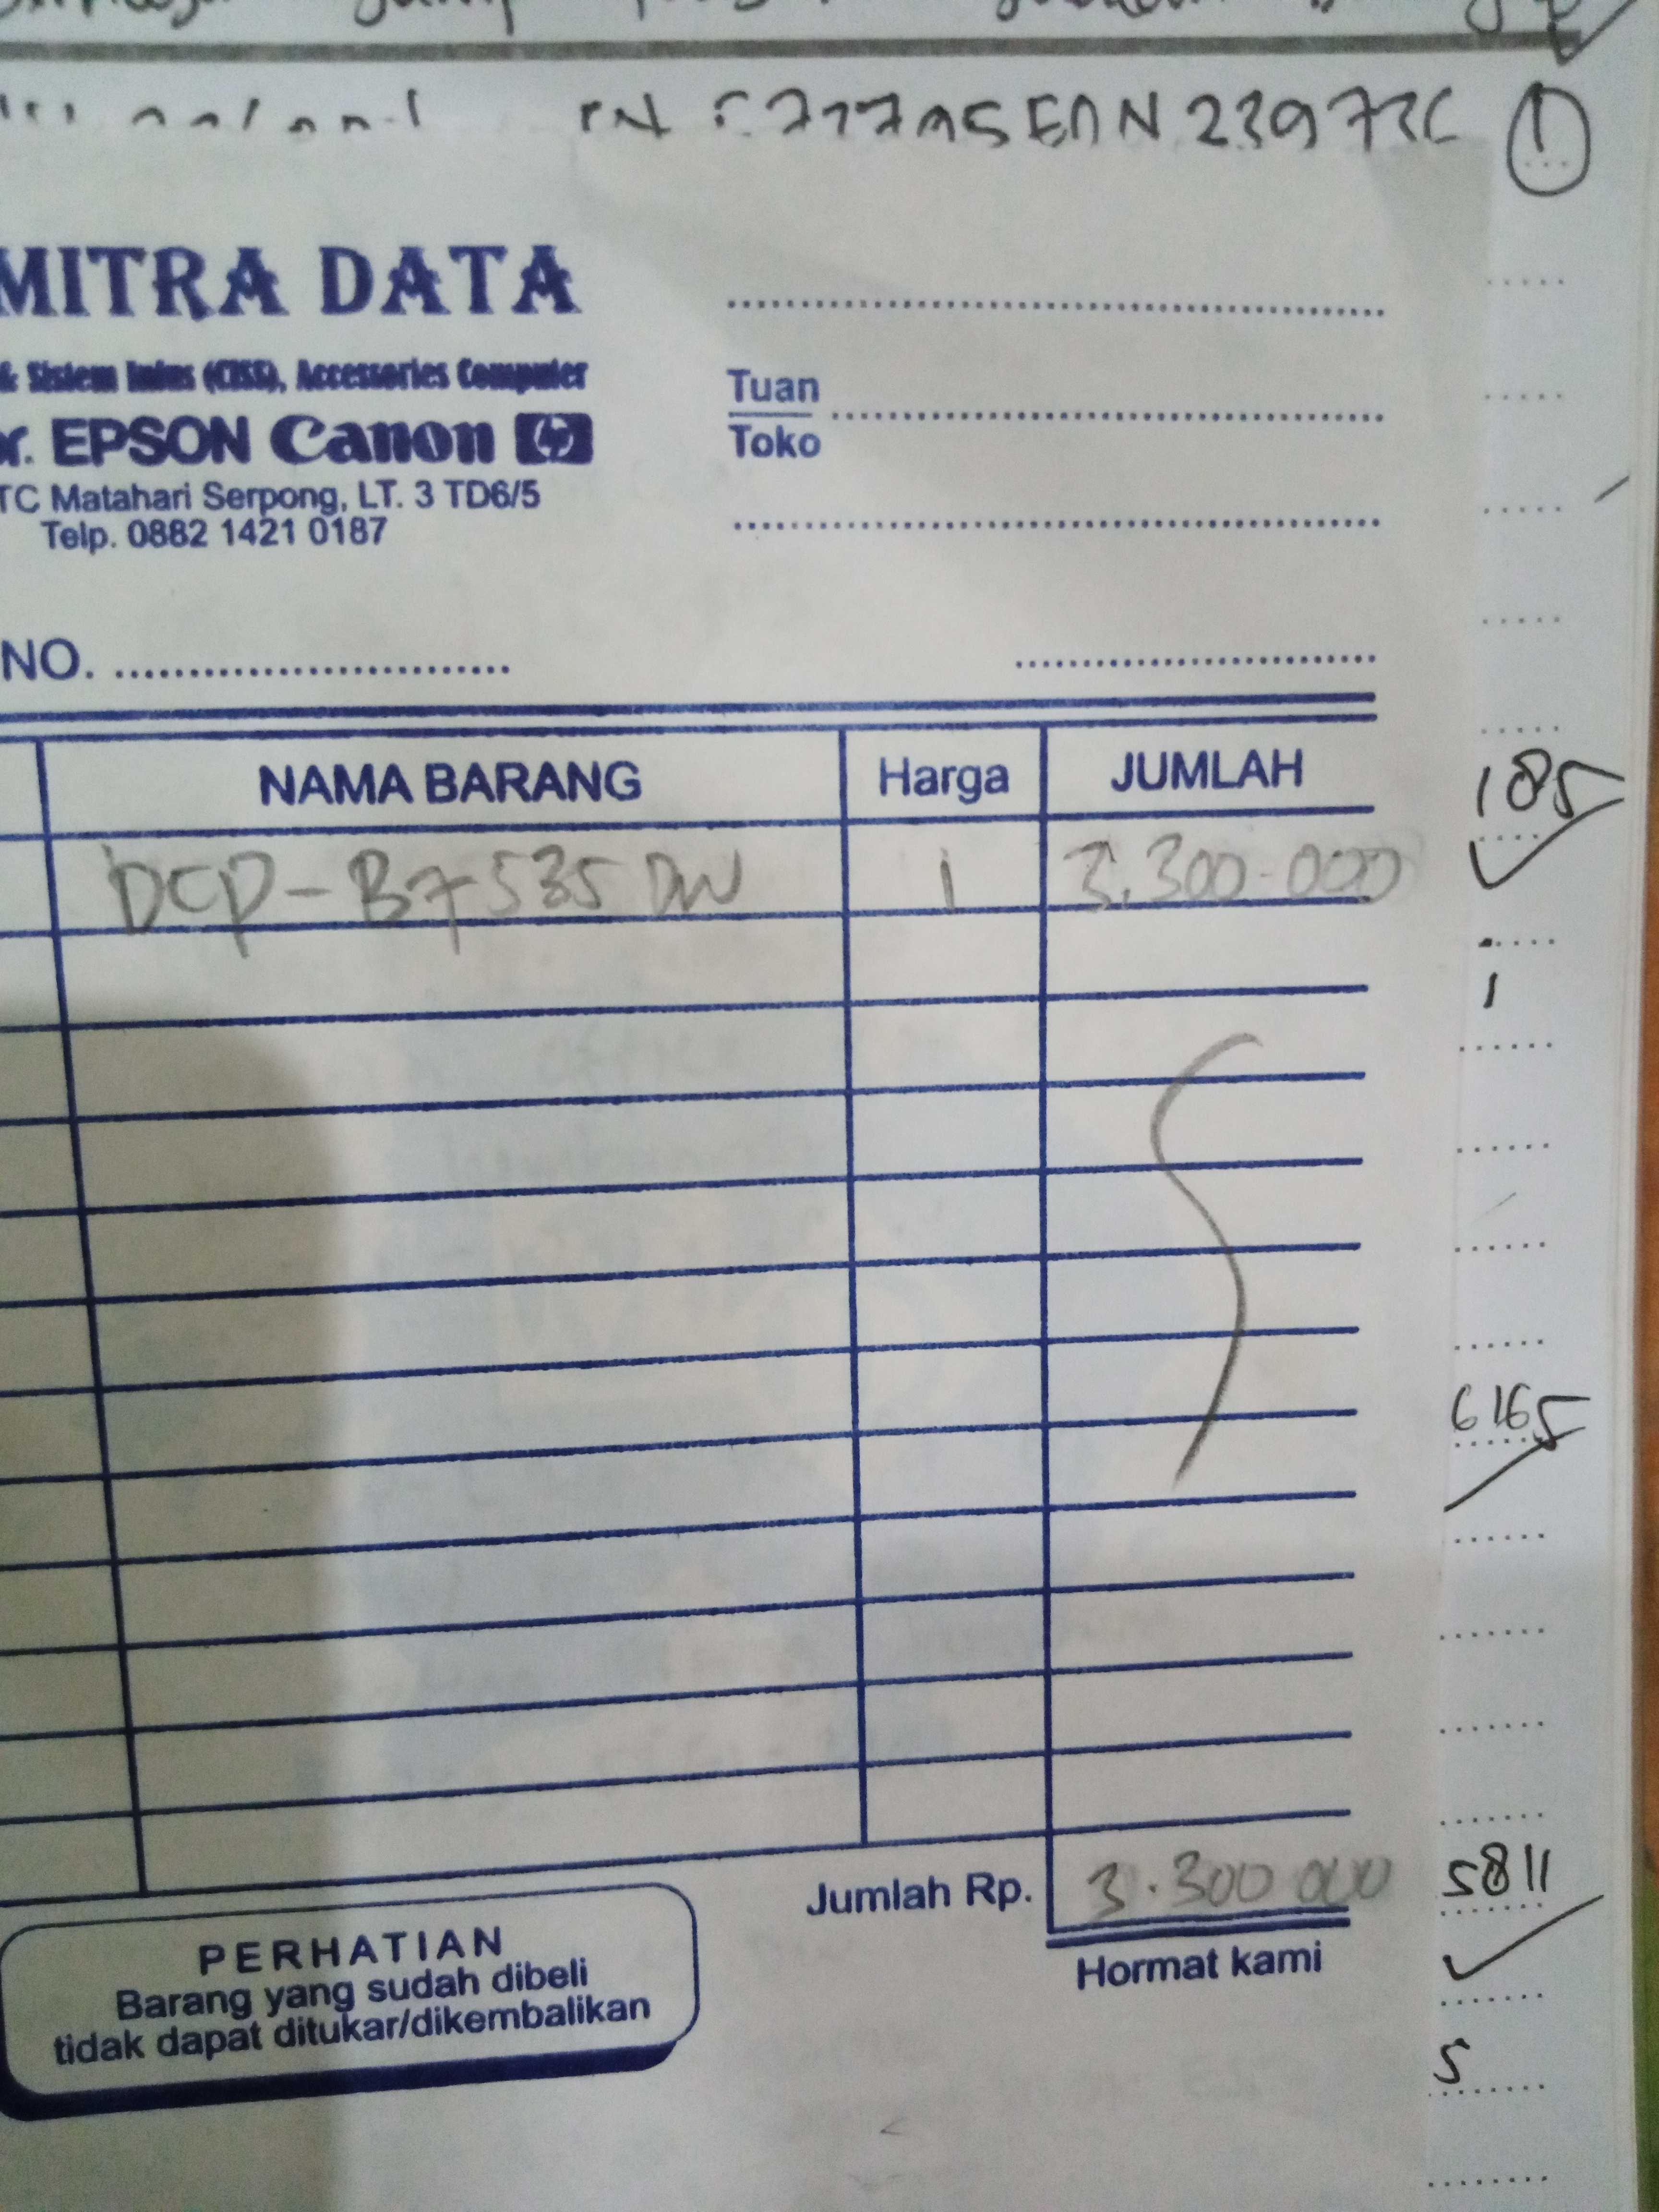 MITRA DATA
& Sistem Infus (CISS), Accessories Computer
EPSON Canon hp
TC Matahari Serpong, LT. 3 TD6/5
Telp. 0882 1421 0187
Tuan
Toko
NO.
NAMA BARANG Harga JUMLAH
DCP-B7535DW 1 3.300.000
185
1
6165
Jumlah Rp. 3.300 000
5811
Hormat kami
PERHATIAN
Barang yang sudah dibeli
tidak dapat ditukar/dikembalikan
5